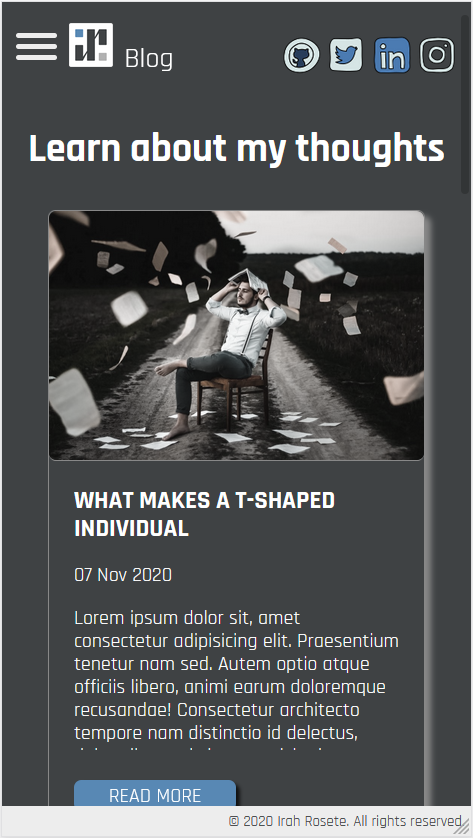 Blog
Learn about my thoughts
WHAT MAKES A T-SHAPED
INDIVIDUAL
07 Nov 2020
Lorem ipsum dolor sit, amet
consectetur adipisicing elit. Praesentium
tenetur nam sed. Autem optio atque
officiis libero, animi earum doloremque
recusandae! Consectetur architecto
tempore nam distinctio id delectus,
READ MORE
© 2020 Irah Rosete. All rights reserved